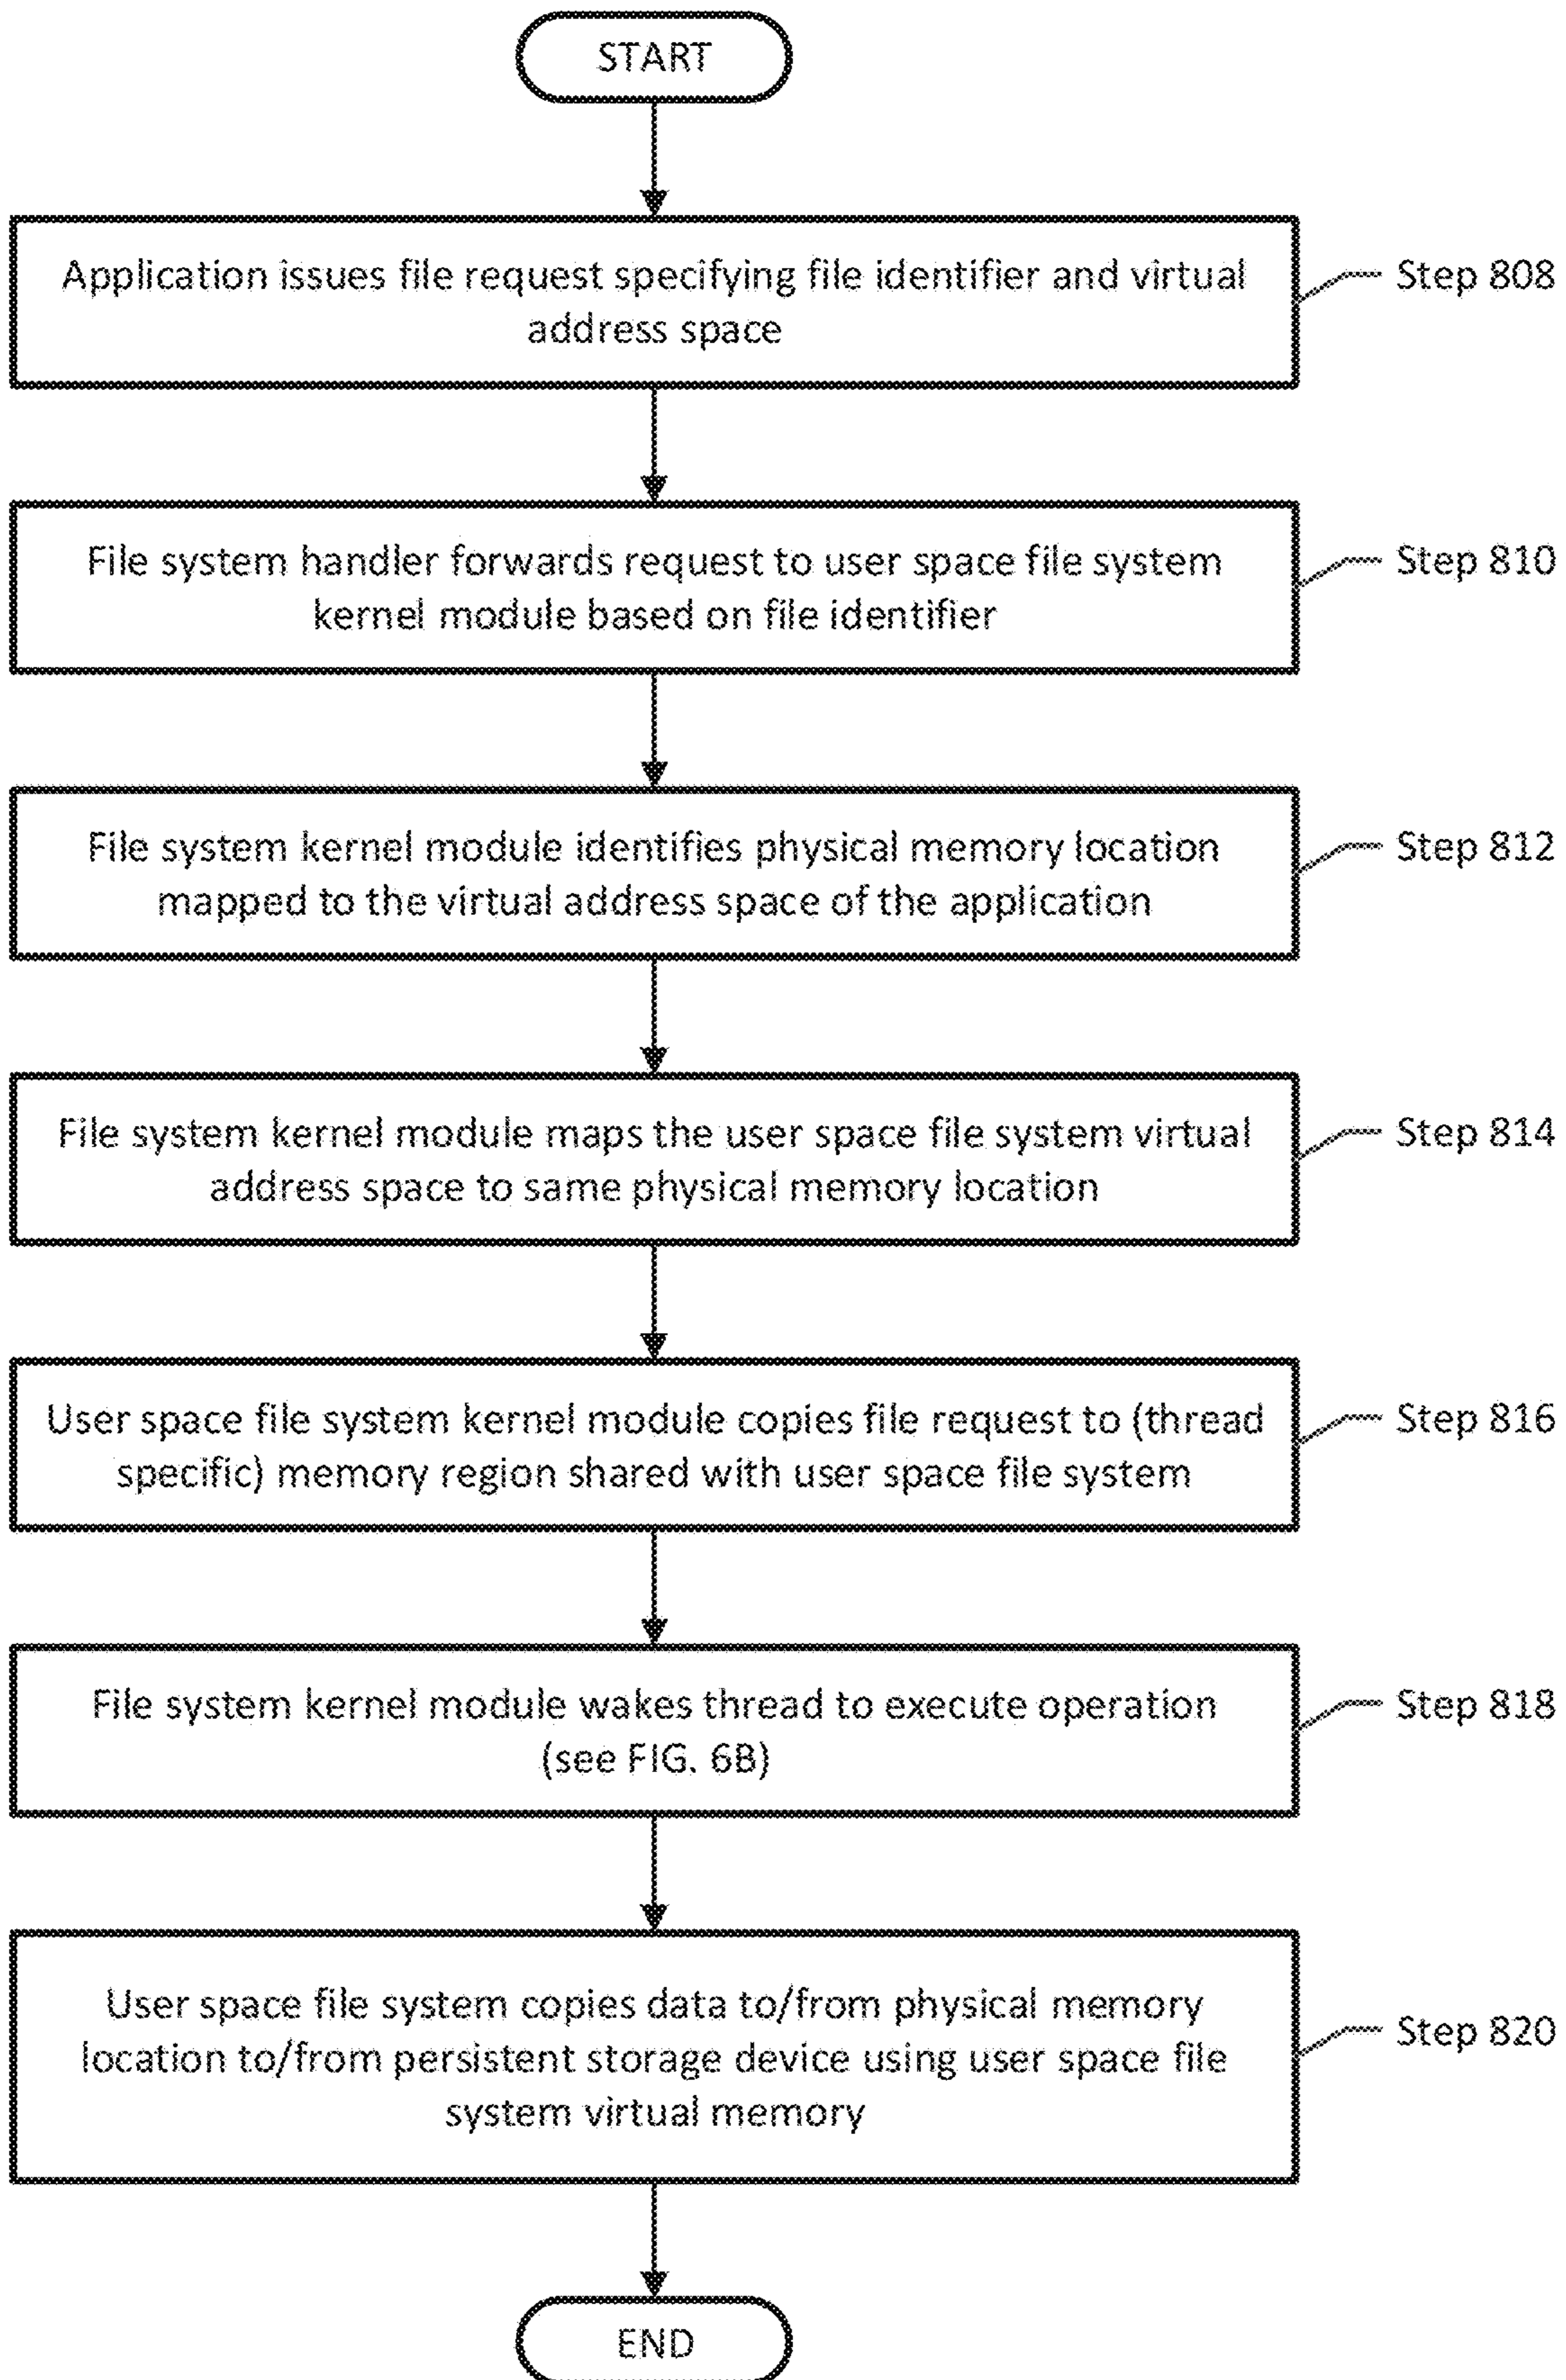 START
Application issues file request specifying file identifier and virtual
address space
Step 808
File system handler forwards request to user space file system
kernel module based on file identifier
Step 810
File system kernel module identifies physical memory location
mapped to the virtual address space of the application
Step 812
File system kernel module maps the user space file system virtual
address space to same physical memory location
Step 814
User space file system kernel module copies file request to (thread
specific) memory region shared with user space file system
Step 816
File system kernel module wakes thread to execute operation
(see FIG. 6B)
Step 818
User space file system copies data to/from physical memory
location to/from persistent storage device using user space file
system virtual memory
Step 820
END